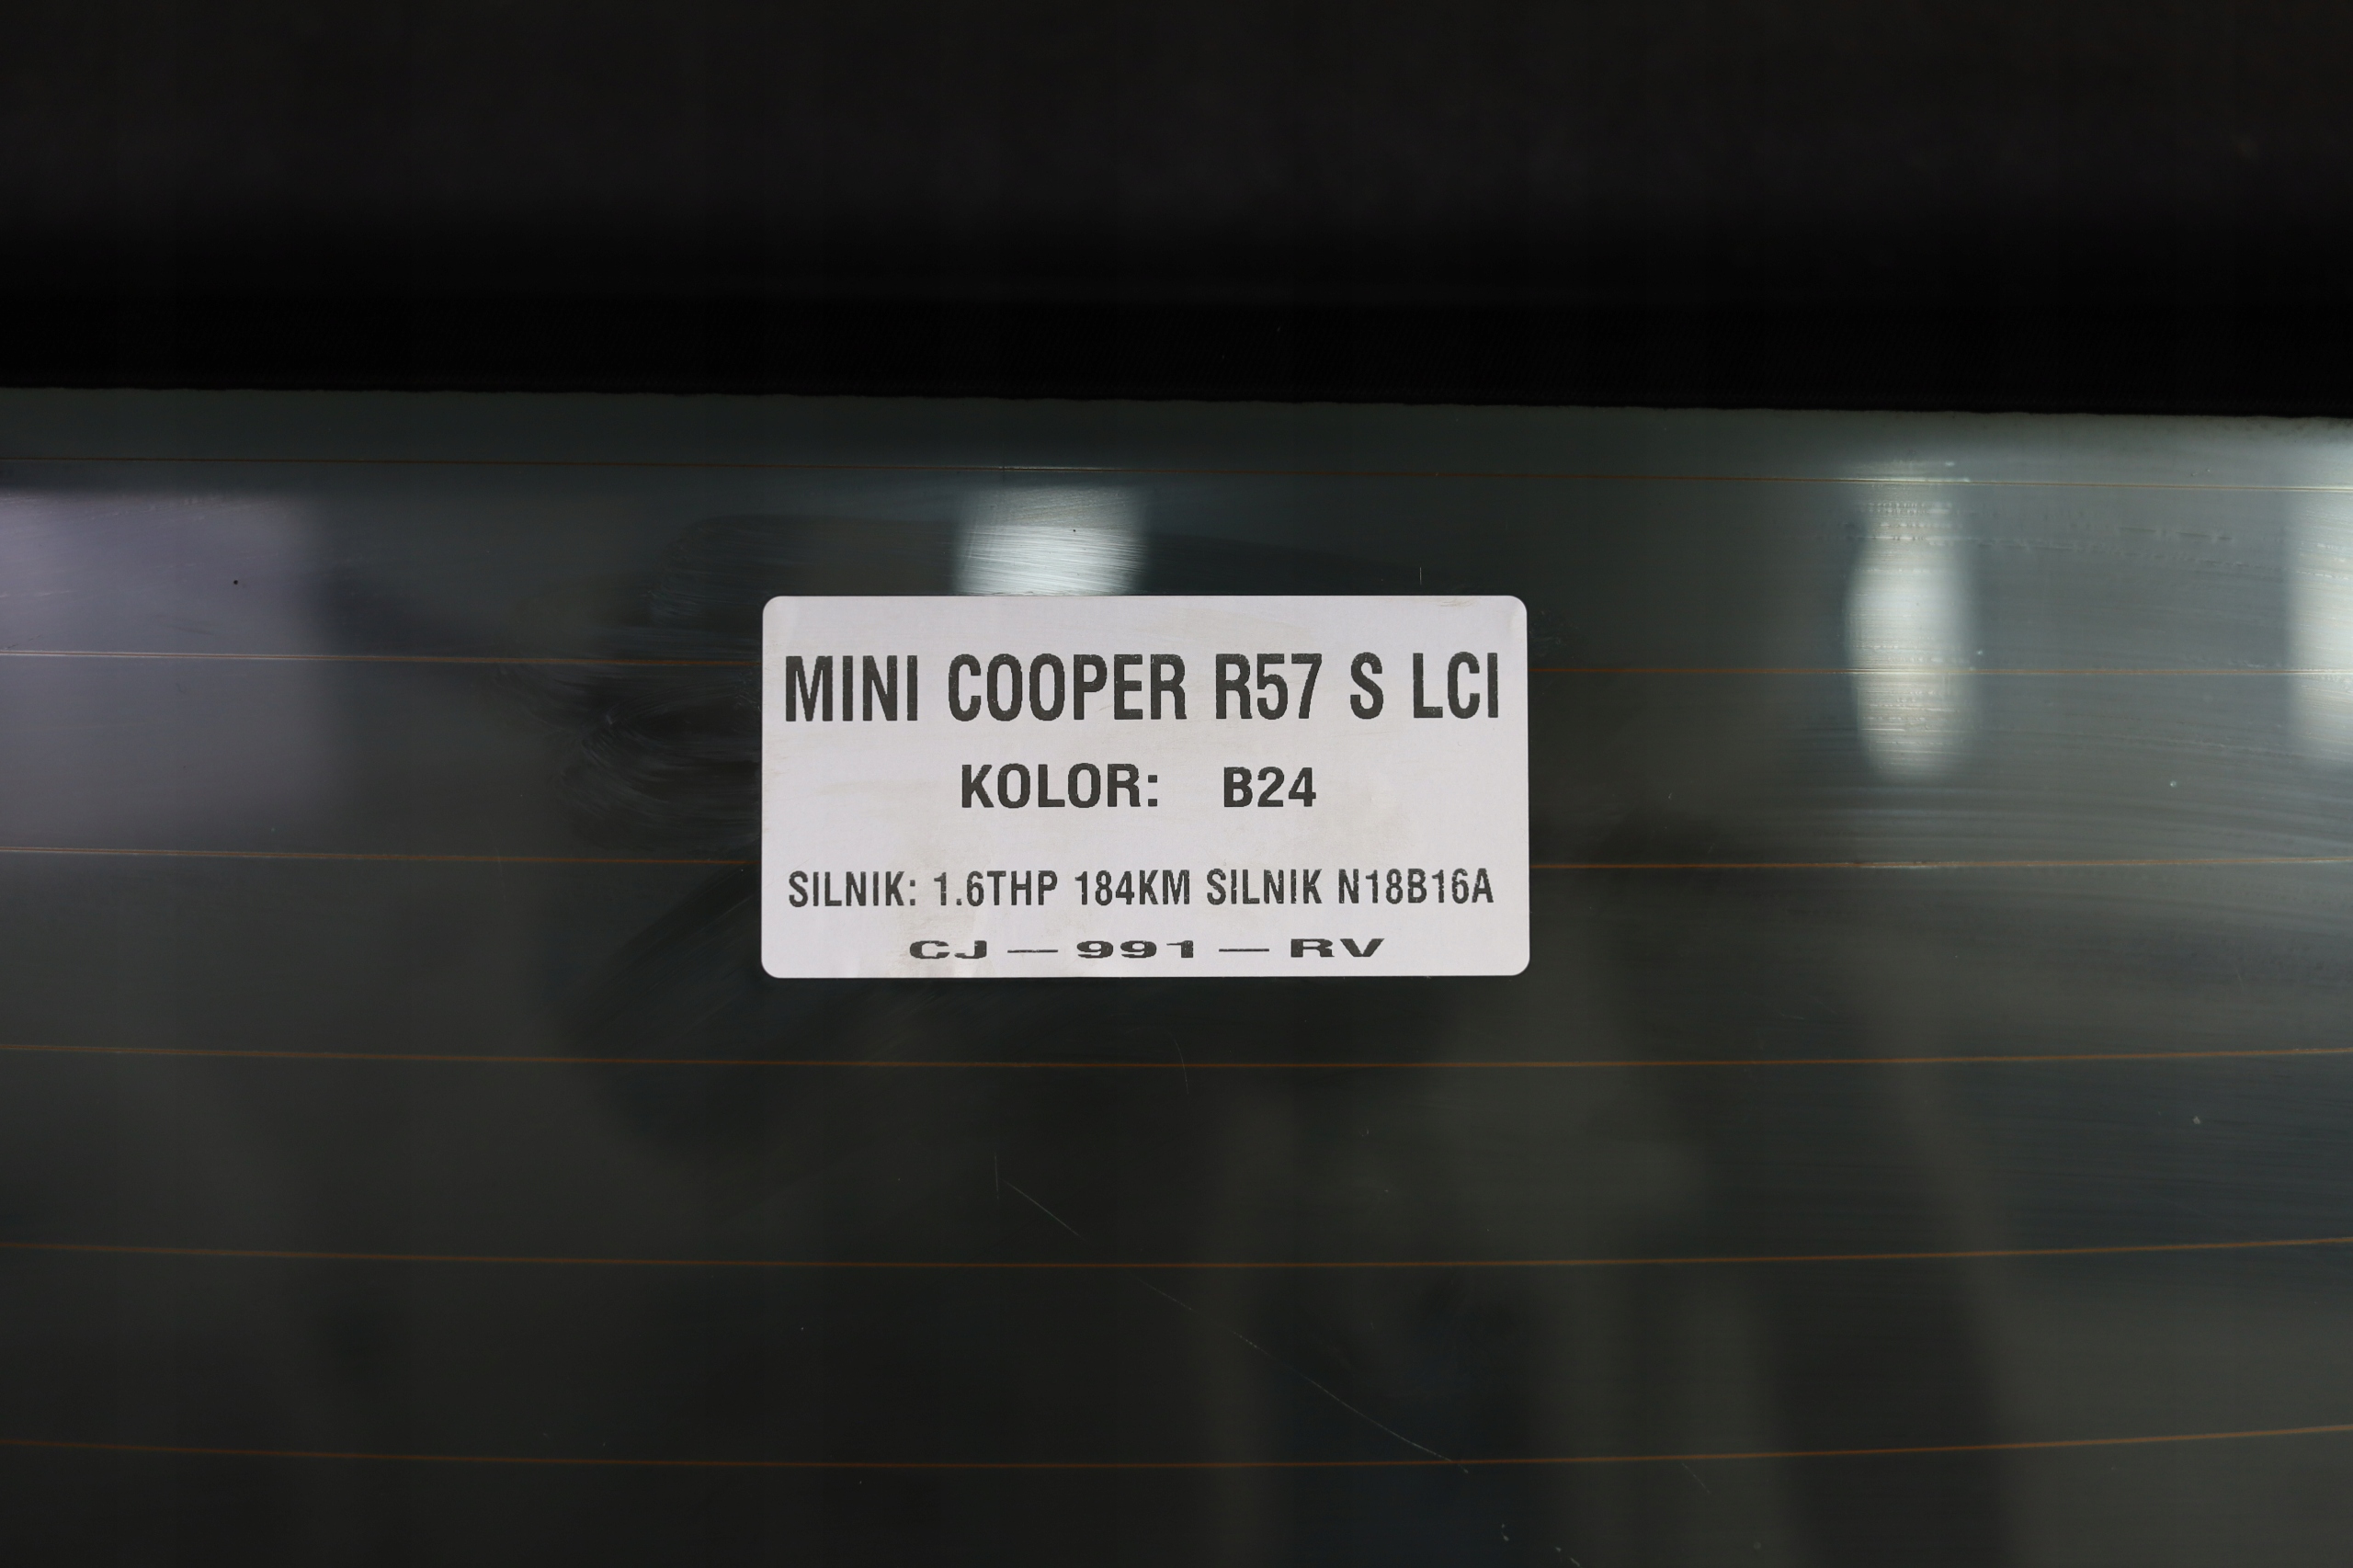 MINI COOPER R57 S LCI
KOLOR: B24
SILNIK: 1.6THP 184KM SILNIK N18B16A
CJ — 991 — RV